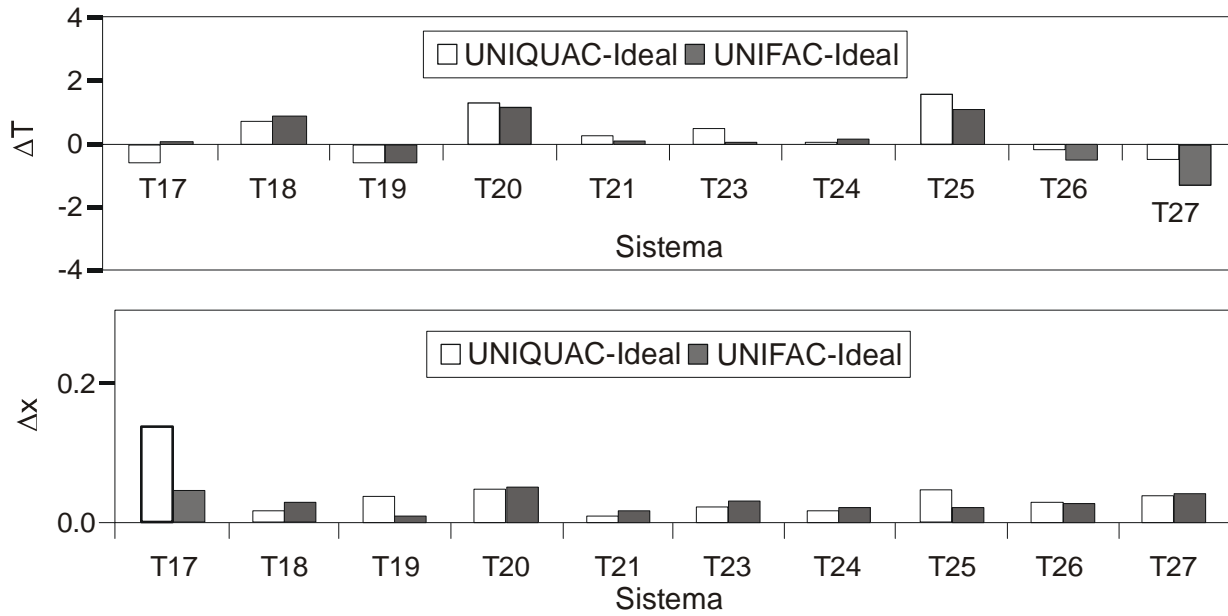 4
UNIQUAC-Ideal UNIFAC-Ideal
2
ΔT
0
T17 T18 T19 T20 T21 T23 T24 T25 T26 T27
-2
Sistema
-4
UNIQUAC-Ideal UNIFAC-Ideal
0.2
Δx
0.0
T17 T18 T19 T20 T21 T23 T24 T25 T26 T27
Sistema